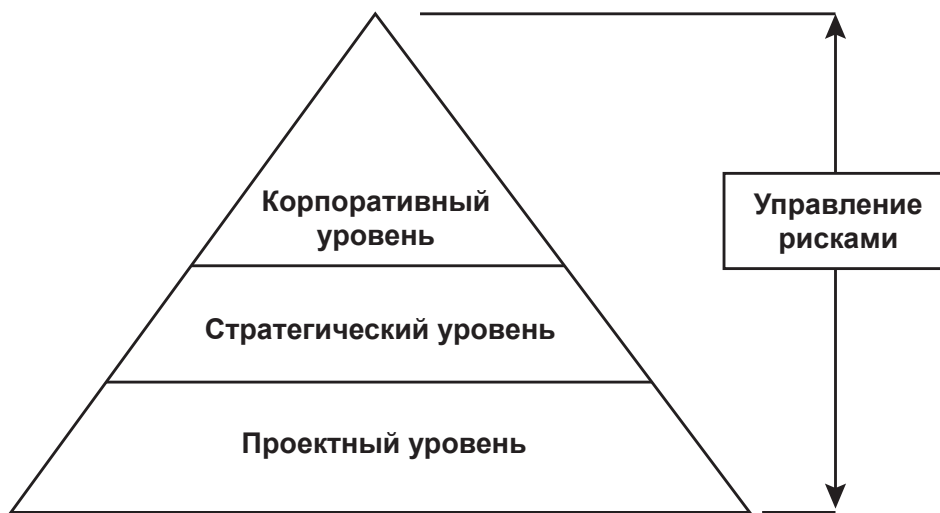 Корпоративный
уровень
Управление
рисками
Стратегический уровень
Проектный уровень